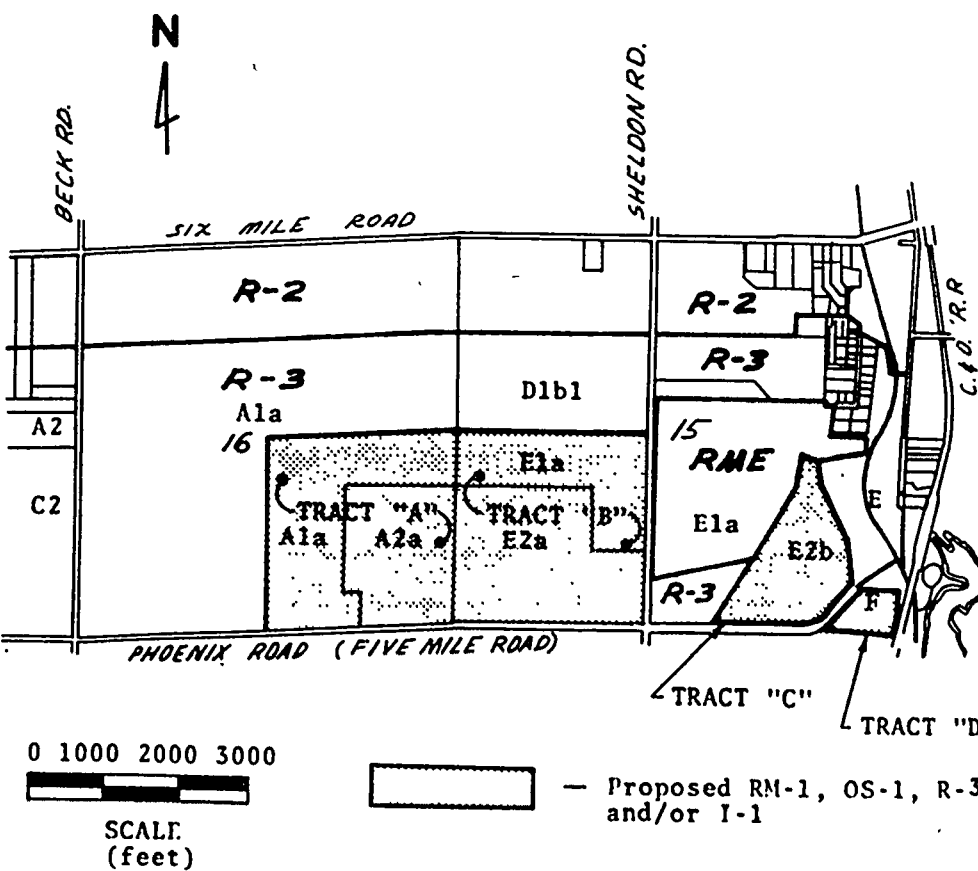 N
BECK RD.
SHELDON RD.
SIX MILE ROAD
C. & O. R.R
R-2
R-2
R-3
R-3
A1a
D1b1
A2
16
15
RME
E1a
C2
E
TRACT "A"
TRACT "B"
A1a
A2a
E2a
E1a
E2b
R-3
F
PHOENIX ROAD (FIVE MILE ROAD)
TRACT "C"
TRACT "D
0 1000 2000 3000
SCALE
(feet)
— Proposed RM-1, OS-1, R-3
and/or I-1